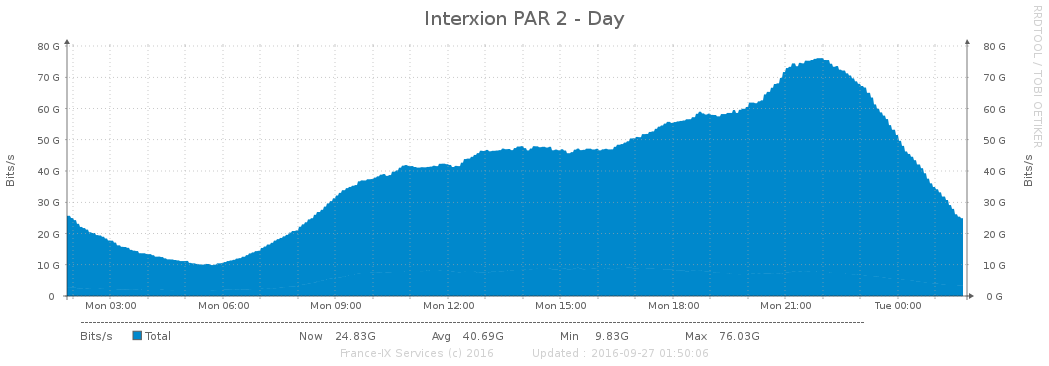 Interxion PAR 2 - Day
RRDTOOL / TOBI OETIKER
Bits/s
80 G
70 G
60 G
50 G
40 G
30 G
20 G
10 G
0
80 G
70 G
60 G
50 G
40 G
30 G
20 G
10 G
0 G
Bits/s
Mon 03:00 Mon 06:00 Mon 09:00 Mon 12:00 Mon 15:00 Mon 18:00 Mon 21:00 Tue 00:00
Bits/s Total Now 24.83G Avg 40.69G Min 9.83G Max 76.03G
France-IX Services (c) 2016 Updated : 2016-09-27 01:50:06